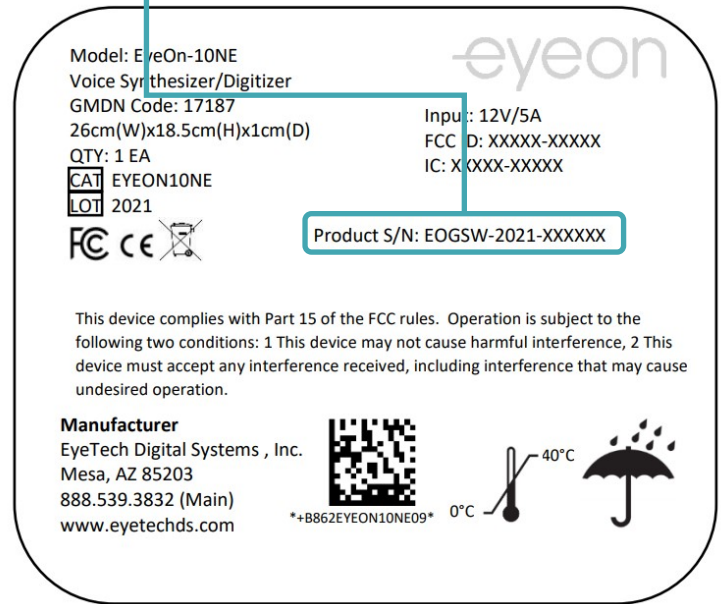 eyeon
Model: EyeOn-10NE
Voice Synthesizer/Digitizer
GMDN Code: 17187
26cm(W)x18.5cm(H)x1cm(D)
QTY: 1 EA
CAT EYEON10NE
LOT 2021
FC CE
Input: 12V/5A
FCC ID: XXXXX-XXXXX
IC: XXXXX-XXXXX
Product S/N: EOGSW-2021-XXXXXX
This device complies with Part 15 of the FCC rules. Operation is subject to the
following two conditions: 1 This device may not cause harmful interference, 2 This
device must accept any interference received, including interference that may cause
undesired operation.
Manufacturer
EyeTech Digital Systems , Inc.
Mesa, AZ 85203
888.539.3832 (Main)
www.eyetechds.com
*+B862EYEON10NE09*
0°C
40°C